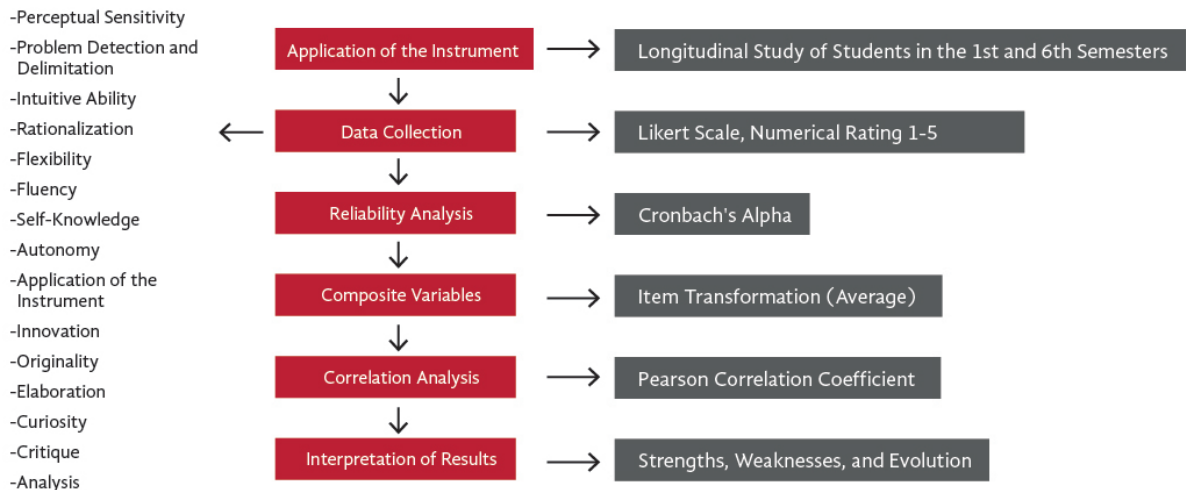 -Perceptual Sensitivity
-Problem Detection and
Delimitation
-Intuitive Ability
-Rationalization
-Flexibility
-Fluency
-Self-Knowledge
-Autonomy
-Application of the
Instrument
-Innovation
-Originality
-Elaboration
-Curiosity
-Critique
-Analysis
Application of the Instrument
Longitudinal Study of Students in the 1st and 6th Semesters
Data Collection
Likert Scale, Numerical Rating 1-5
Reliability Analysis
Cronbach's Alpha
Composite Variables
Item Transformation (Average)
Correlation Analysis
Pearson Correlation Coefficient
Interpretation of Results
Strengths, Weaknesses, and Evolution